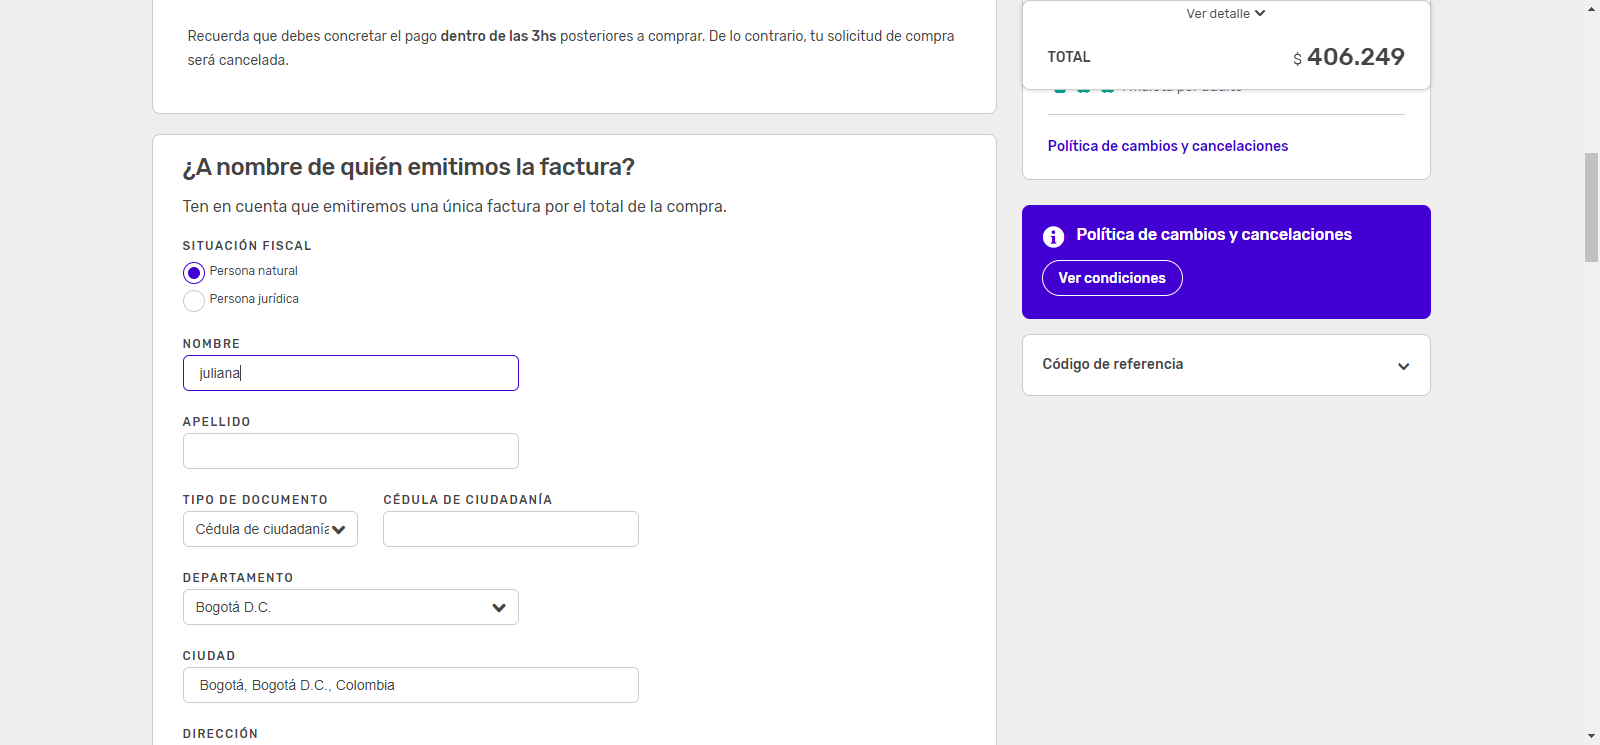 Recuerda que debes concretar el pago dentro de las 3hs posteriores a comprar. De lo contrario, tu solicitud de compra
será cancelada.
¿A nombre de quién emitimos la factura?
Ten en cuenta que emitiremos una única factura por el total de la compra.
SITUACIÓN FISCAL
Persona natural
Persona jurídica
NOMBRE
juliana
APELLIDO
TIPO DE DOCUMENTO
Cédula de ciudadanía
CÉDULA DE CIUDADANÍA
DEPARTAMENTO
Bogotá D.C.
CIUDAD
Bogotá, Bogotá D.C., Colombia
DIRECCIÓN
Ver detalle
TOTAL
$ 406.249
Política de cambios y cancelaciones
Política de cambios y cancelaciones
Ver condiciones
Código de referencia